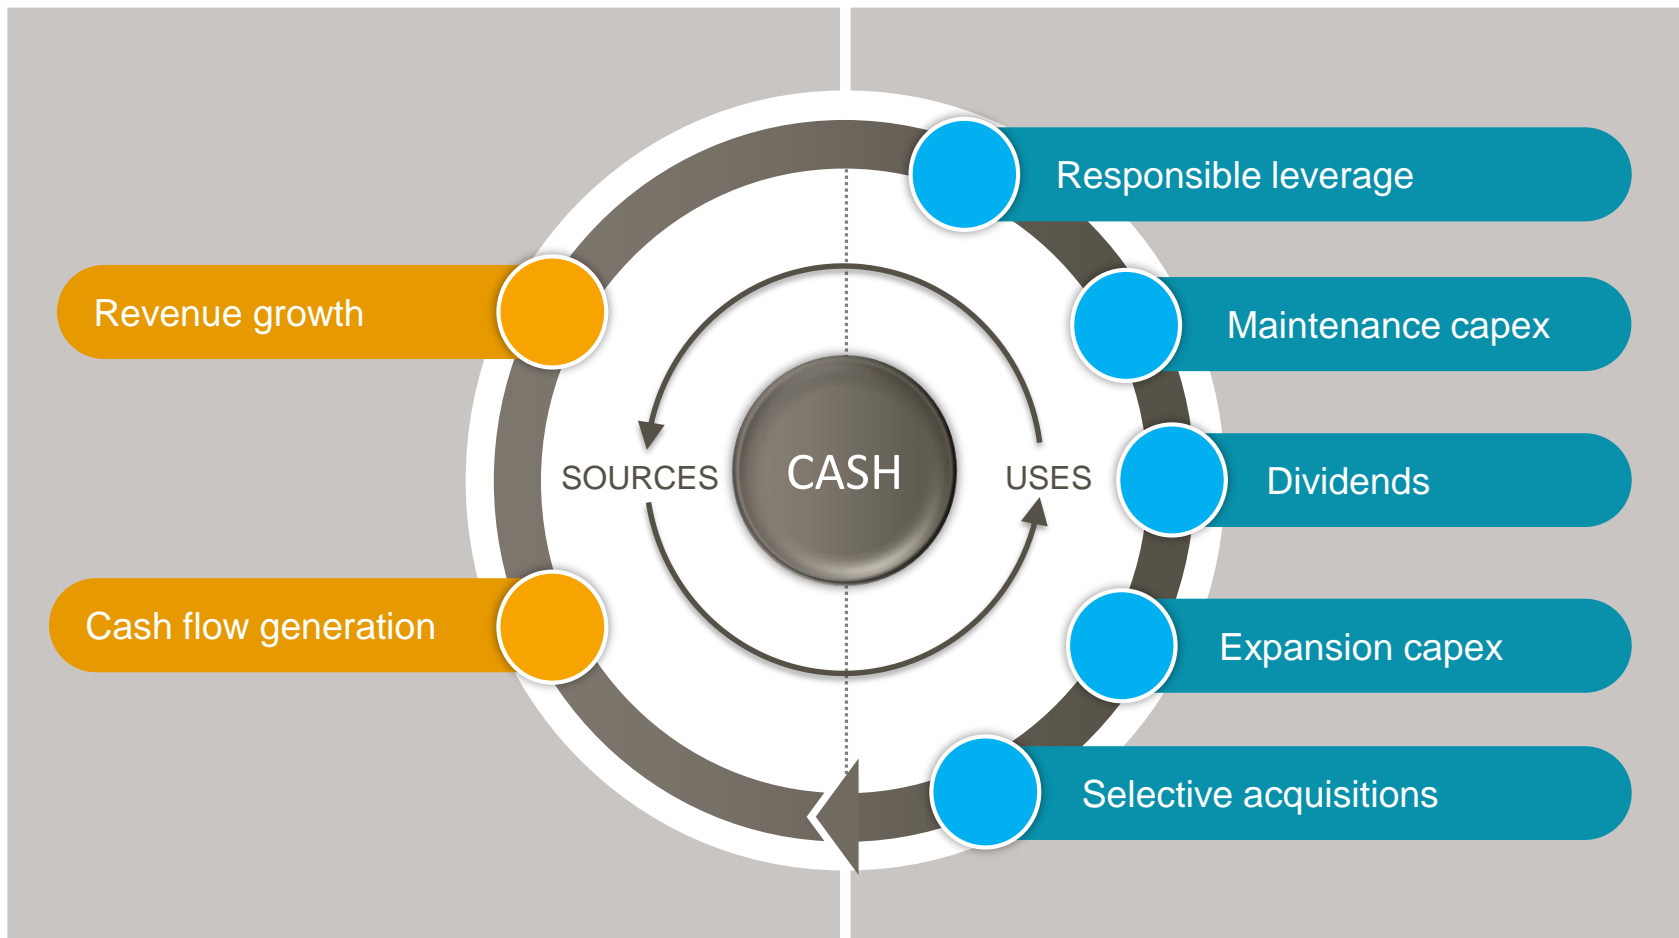 Revenue growth
Cash flow generation
SOURCES
CASH
USES
Responsible leverage
Maintenance capex
Dividends
Expansion capex
Selective acquisitions